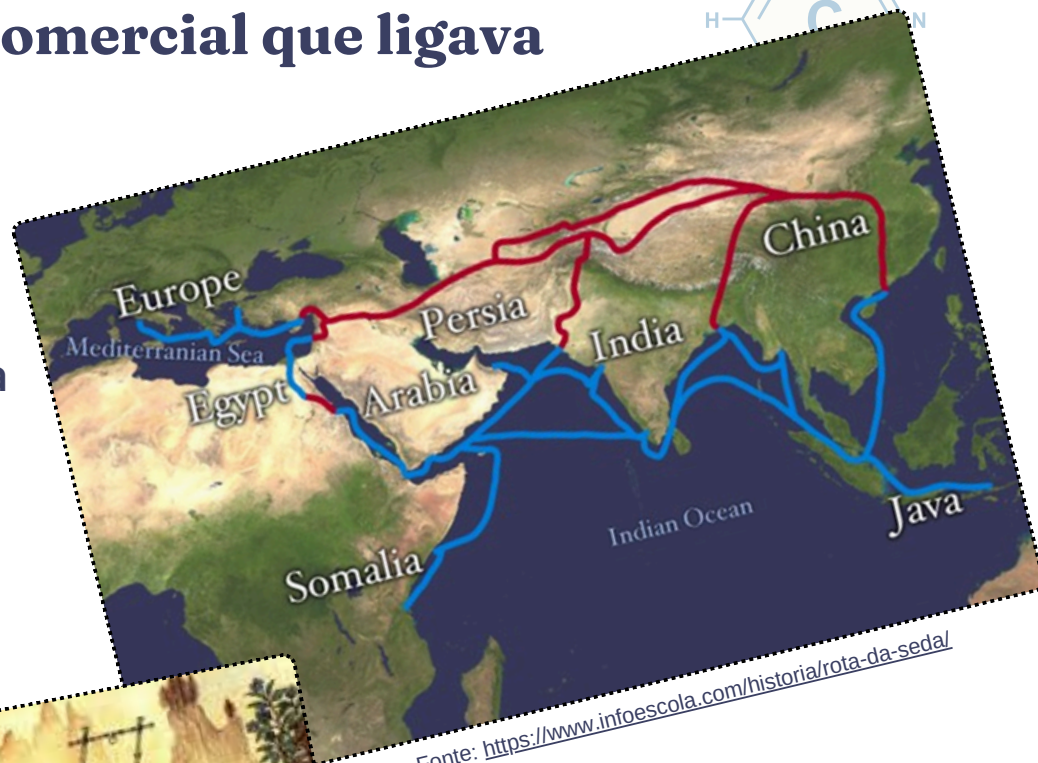 omercial que ligava
H
C
N
China
Europe
Persia
India
Mediterranean Sea
Egypt
Arabia
Java
Indian Ocean
Somalia
Fonte: https://www.infoescola.com/historia/rota-da-seda/